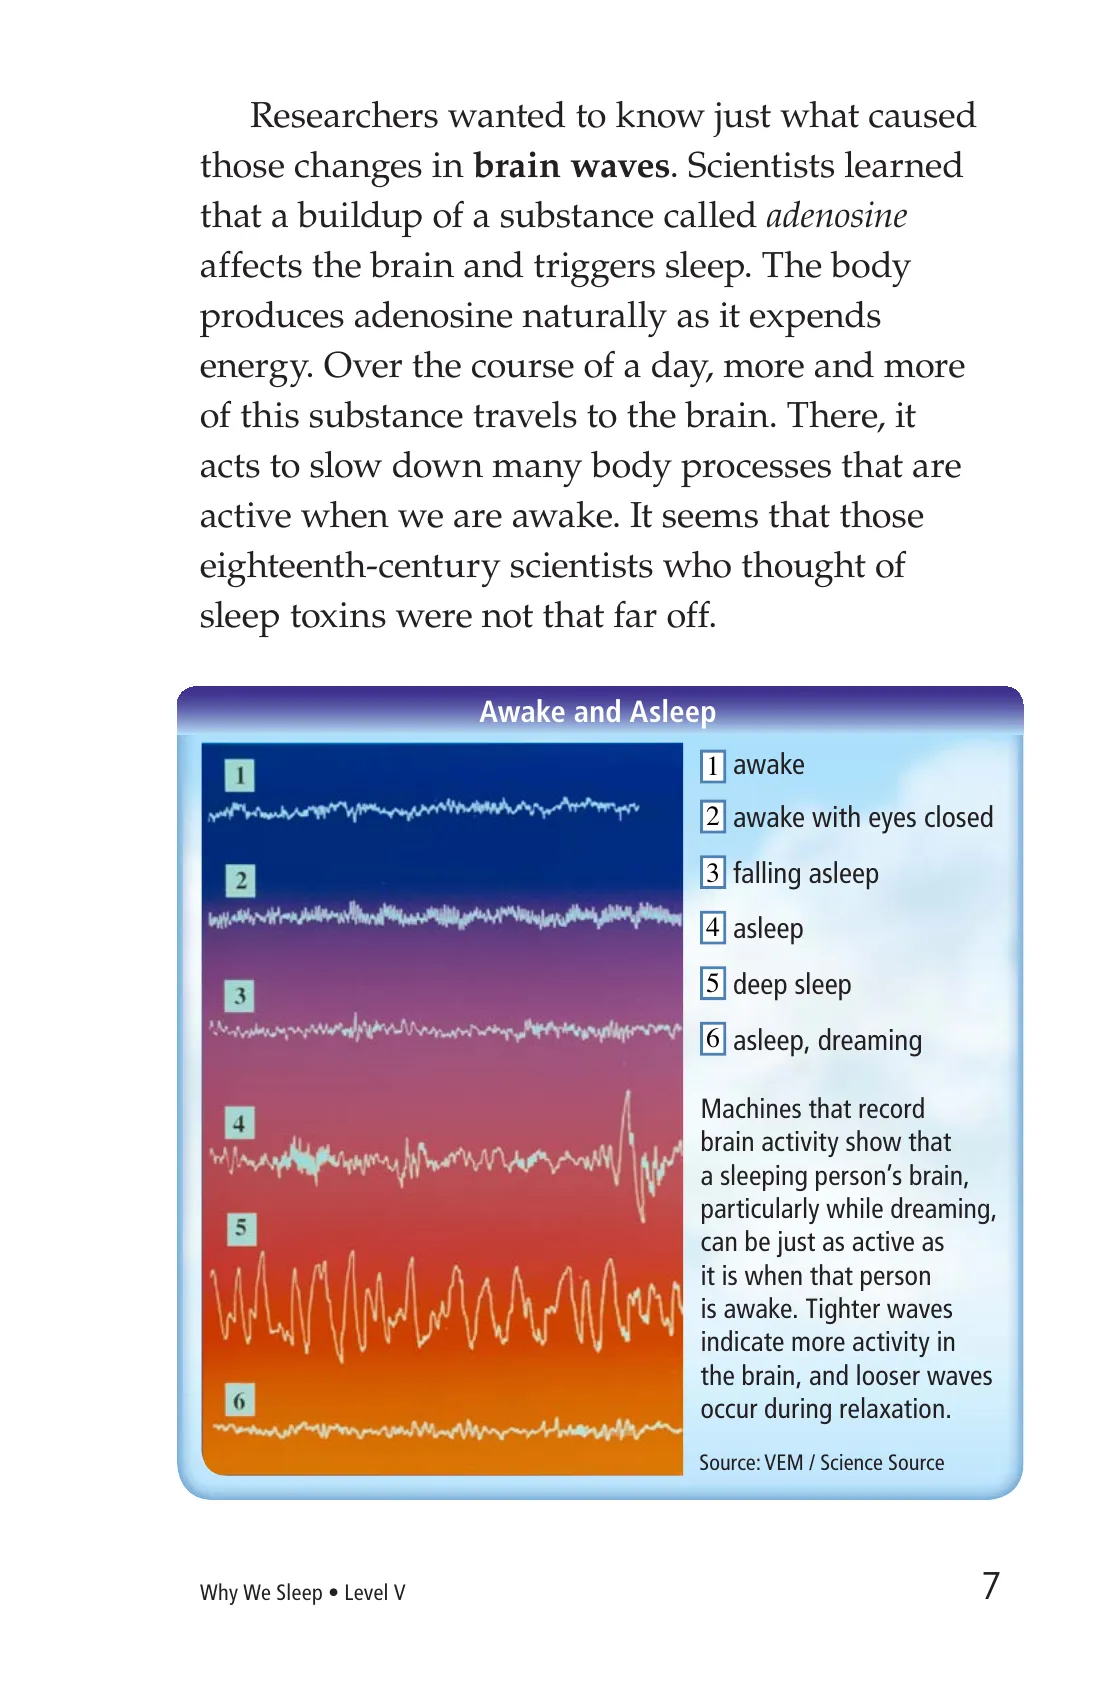 Researchers wanted to know just what caused
those changes in brain waves. Scientists learned
that a buildup of a substance called adenosine
affects the brain and triggers sleep. The body
produces adenosine naturally as it expends
energy. Over the course of a day, more and more
of this substance travels to the brain. There, it
acts to slow down many body processes that are
active when we are awake. It seems that those
eighteenth-century scientists who thought of
sleep toxins were not that far off.
Awake and Asleep
1
2
3
4
5
6
1 awake
2 awake with eyes closed
3 falling asleep
4 asleep
5 deep sleep
6 asleep, dreaming
Machines that record
brain activity show that
a sleeping person's brain,
particularly while dreaming,
can be just as active as
it is when that person
is awake. Tighter waves
indicate more activity in
the brain, and looser waves
occur during relaxation.
Source: VEM / Science Source
Why We Sleep • Level V
7